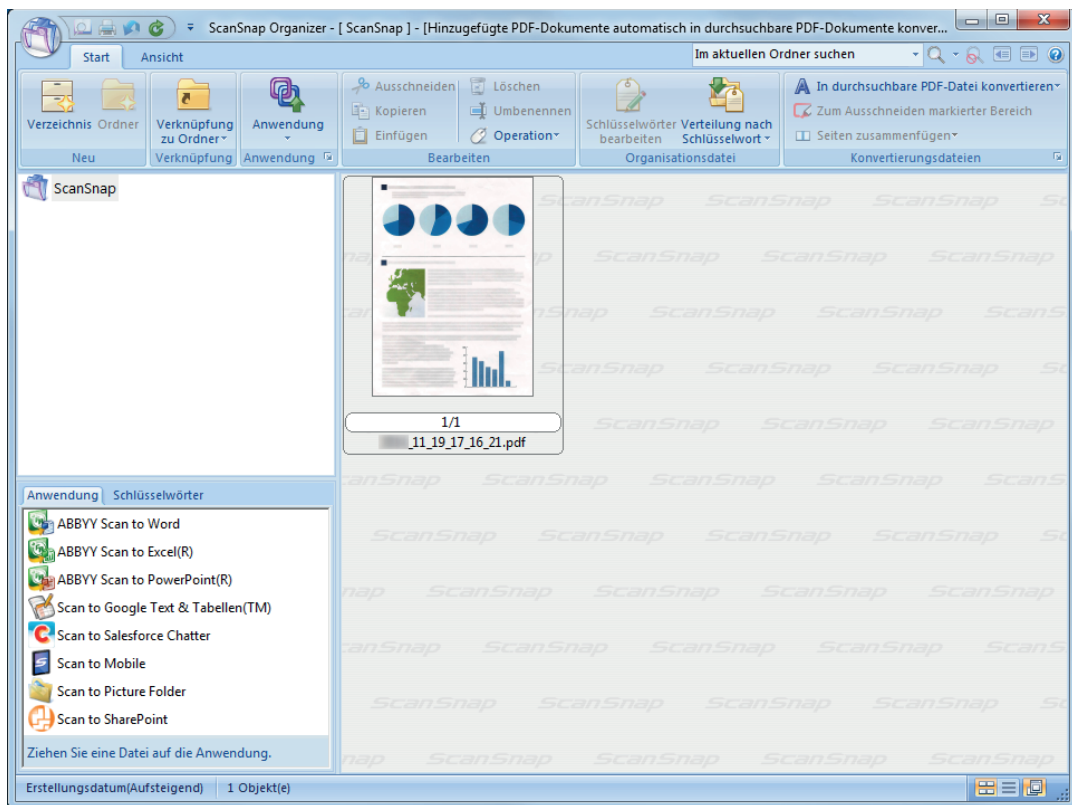 ScanSnap Organizer - [ ScanSnap ] - [Hinzugefügte PDF-Dokumente automatisch in durchsuchbare PDF-Dokumente konver...
Start Ansicht
Im aktuellen Ordner suchen
Ausschneiden Löschen
In durchsuchbare PDF-Datei konvertieren
Kopieren Umbenennen
Zum Ausschneiden markierter Bereich
Einfügen Operation
Seiten zusammenfügen
Verzeichnis Ordner
Verknüpfung
zu Ordner
Anwendung
Schlüsselwörter
bearbeiten
Verteilung nach
Schlüsselwort
Neu Verknüpfung Anwendung Bearbeiten Organisationsdatei Konvertierungsdateien
ScanSnap
1/1
_11_19_17_16_21.pdf
Anwendung Schlüsselwörter
ABBYY Scan to Word
ABBYY Scan to Excel(R)
ABBYY Scan to PowerPoint(R)
Scan to Google Text & Tabellen(TM)
Scan to Salesforce Chatter
Scan to Mobile
Scan to Picture Folder
Scan to SharePoint
Ziehen Sie eine Datei auf die Anwendung.
Erstellungsdatum(Aufsteigend) 1 Objekt(e)